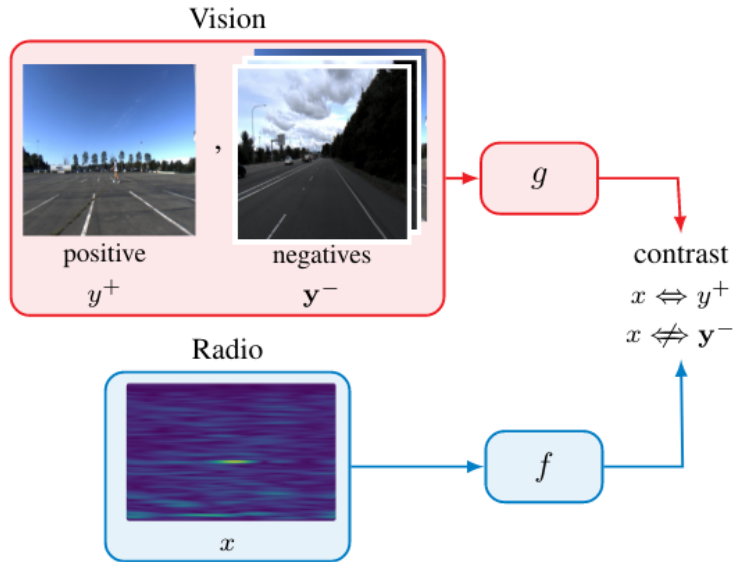 Vision
,
positive
negatives
y⁺
𝐲⁻
g
contrast
x ⇔ y⁺
x ⇎ 𝐲⁻
Radio
f
x